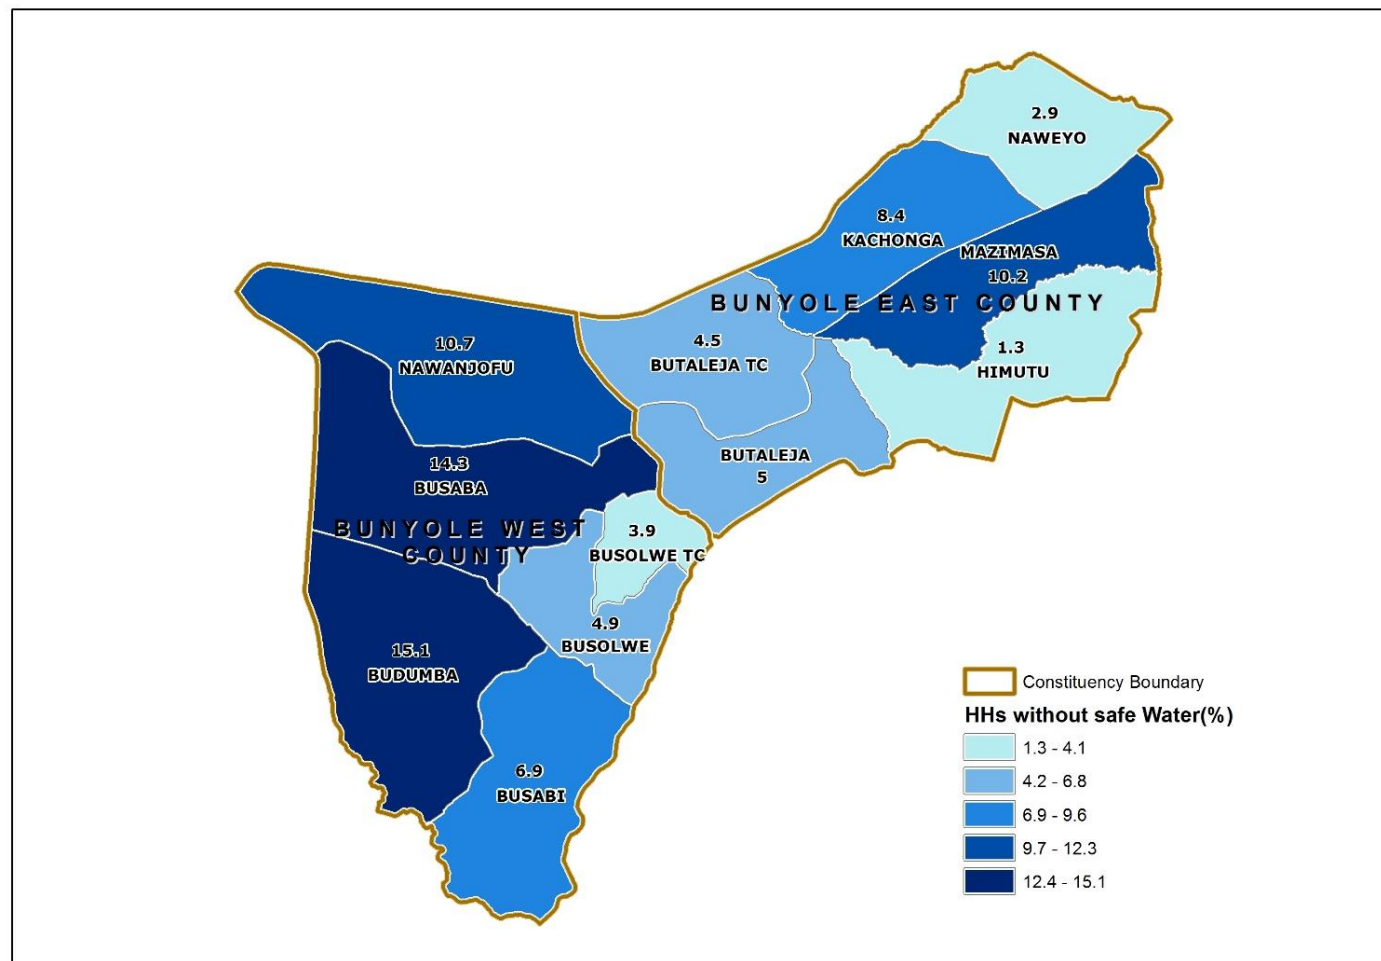 2.9
NAWEYO
8.4
KACHONGA
MAZIMASA
10.2
BUNYOLE EAST COUNTY
1.3
HIMUTU
4.5
BUTALEJA TC
10.7
NAWANJOFU
BUTALEJA
5
14.3
BUSABA
BUNYOLE WEST
COUNTY
3.9
BUSOLWE TC
4.9
BUSOLWE
15.1
BUDUMBA
6.9
BUSABI
Constituency Boundary
HHs without safe Water(%)
1.3 - 4.1
4.2 - 6.8
6.9 - 9.6
9.7 - 12.3
12.4 - 15.1